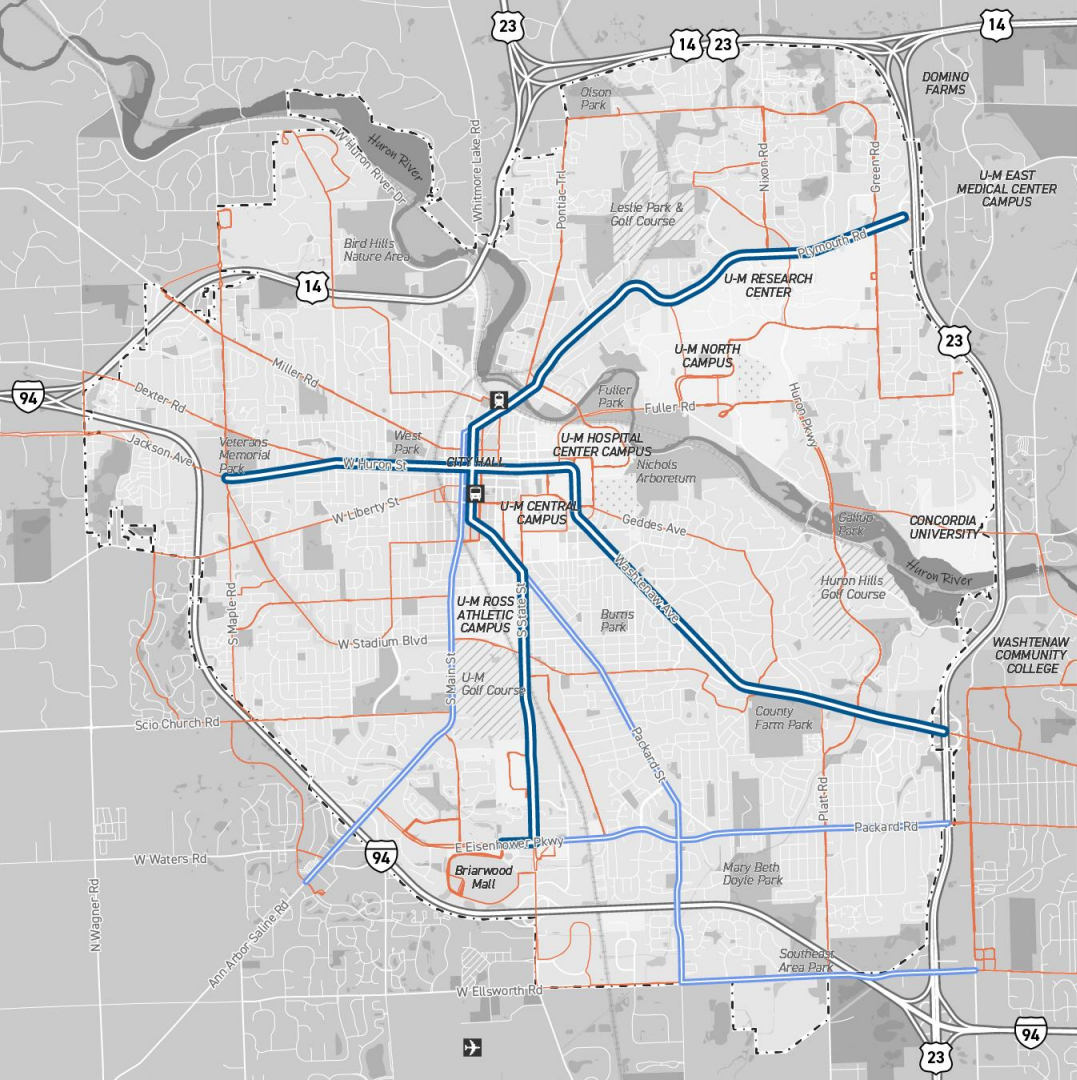 23
14
14
23
DOMINO
FARMS
Olson
Park
Huron River
W Huron River Dr
Whitmore Lake Rd
Pontiac Trl
Nixon Rd
Green Rd
U-M EAST
MEDICAL CENTER
CAMPUS
Leslie Park &
Golf Course
Bird Hills
Nature Area
Plymouth Rd
14
U-M RESEARCH
CENTER
23
U-M NORTH
CAMPUS
Miller Rd
94
Dexter Rd
Fuller
Park
Fuller Rd
Huron Pkwy
Jackson Ave
Veterans
Memorial
Park
West
Park
U-M HOSPITAL
CENTER CAMPUS
W Huron St
CITY HALL
Nichols
Arboretum
W Liberty St
U-M CENTRAL
CAMPUS
Geddes Ave
Gallup
Park
CONCORDIA
UNIVERSITY
Huron River
Washtenaw Ave
Huron Hills
Golf Course
S Maple Rd
U-M ROSS
ATHLETIC
CAMPUS
S State St
Burns
Park
W Stadium Blvd
WASHTENAW
COMMUNITY
COLLEGE
S Main St
U-M
Golf Course
Scio Church Rd
County
Farm Park
Packard St
Platt Rd
Packard Rd
E Eisenhower Pkwy
W Waters Rd
94
Briarwood
Mall
Mary Beth
Doyle Park
N Wagner Rd
Ann Arbor Saline Rd
Southeast
Area Park
W Ellsworth Rd
94
23